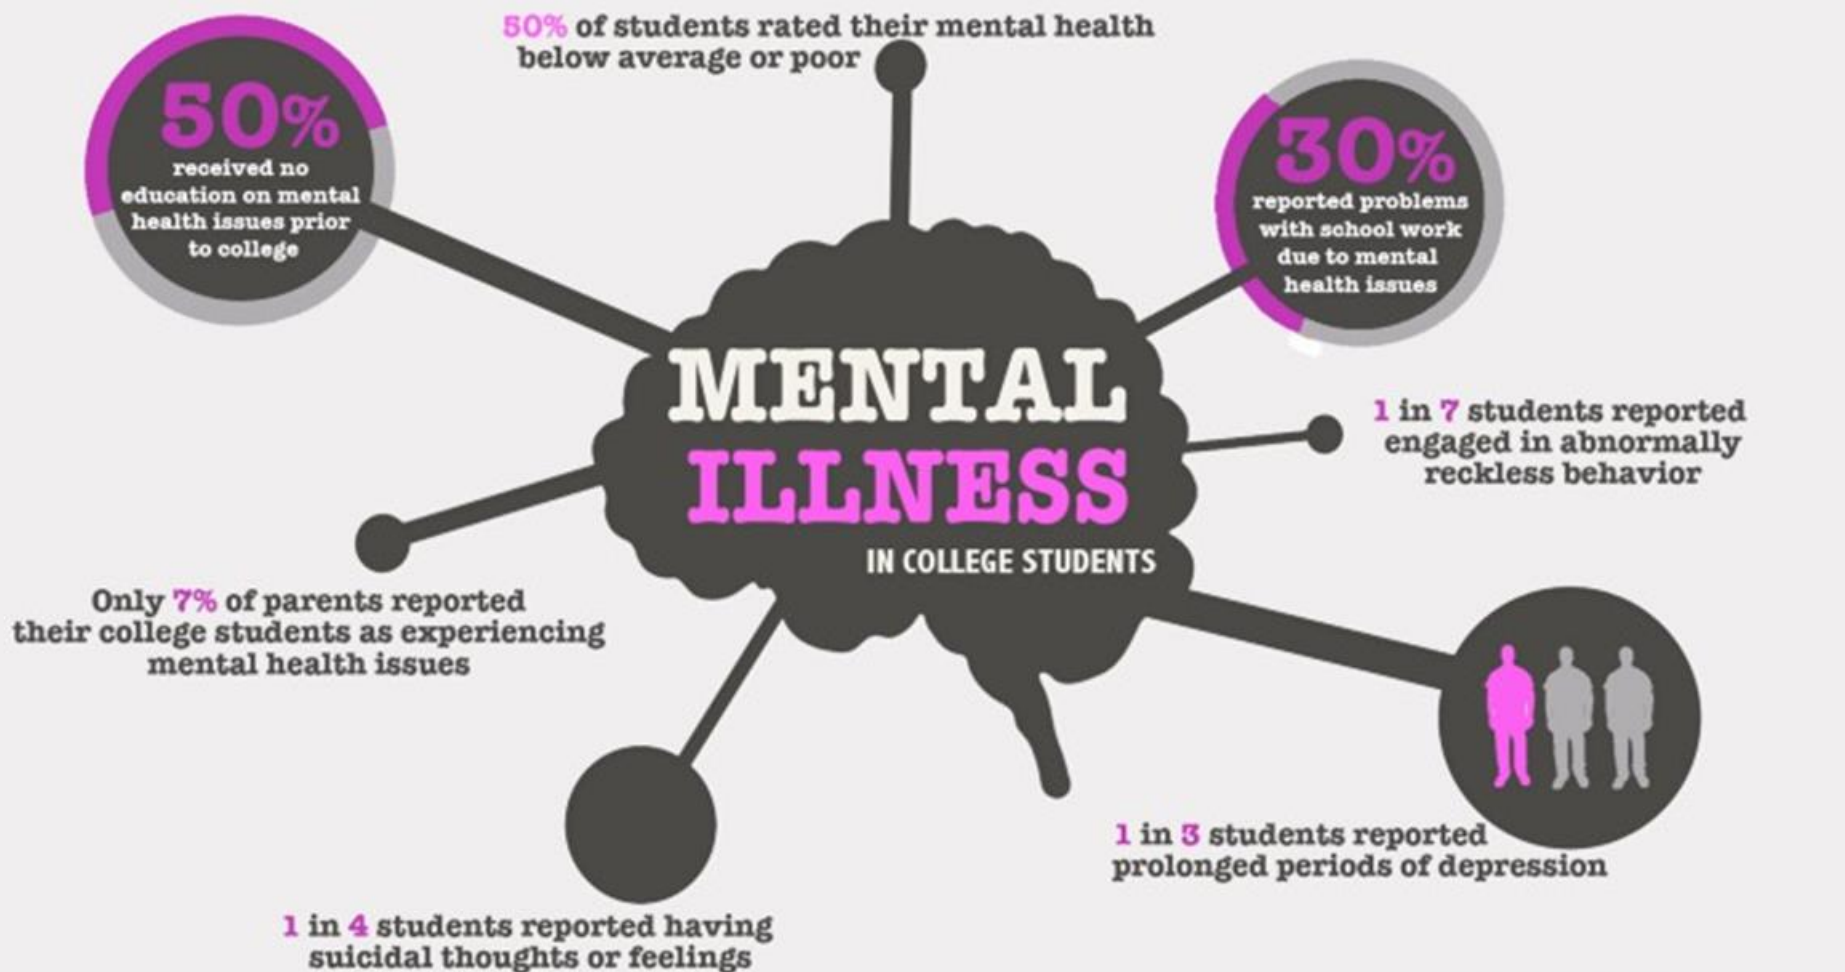 50% of students rated their mental health
below average or poor
50%
received no
education on mental
health issues prior
to college
30%
reported problems
with school work
due to mental
health issues
MENTAL
ILLNESS
IN COLLEGE STUDENTS
1 in 7 students reported
engaged in abnormally
reckless behavior
Only 7% of parents reported
their college students as experiencing
mental health issues
1 in 3 students reported
prolonged periods of depression
1 in 4 students reported having
suicidal thoughts or feelings